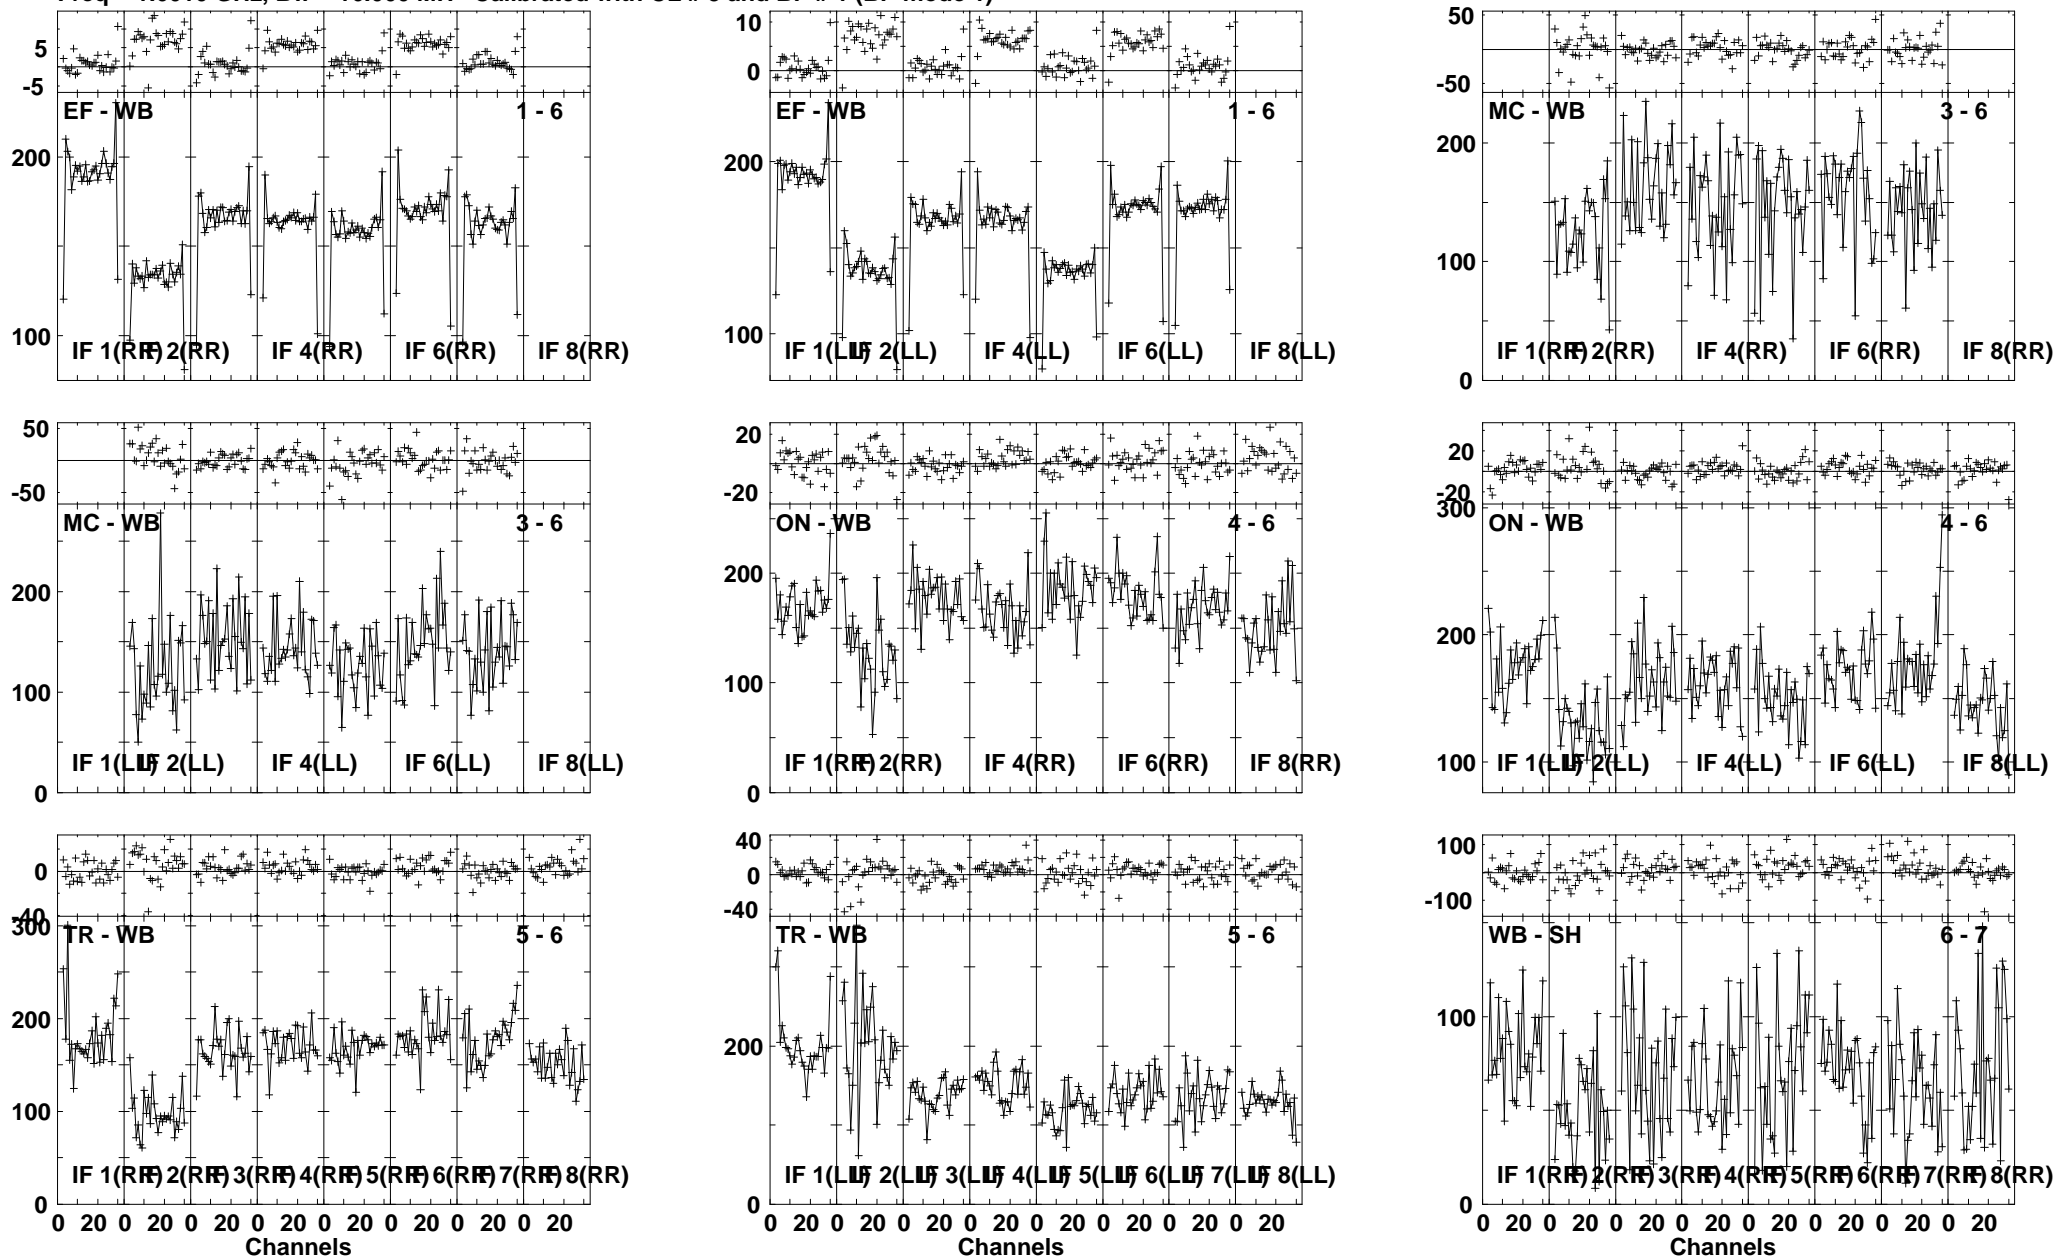 5
-5
10
0
50
-50
EF - WB
1 - 6
200
100
IF 1(RR)
IF 2(RR)
IF 4(RR)
IF 6(RR)
IF 8(RR)
EF - WB
1 - 6
200
100
IF 1(LL)
IF 2(LL)
IF 4(LL)
IF 6(LL)
IF 8(LL)
MC - WB
3 - 6
200
100
0
IF 1(RR)
IF 2(RR)
IF 4(RR)
IF 6(RR)
IF 8(RR)
50
-50
MC - WB
3 - 6
200
100
0
IF 1(LL)
IF 2(LL)
IF 4(LL)
IF 6(LL)
IF 8(LL)
20
-20
ON - WB
4 - 6
200
100
0
IF 1(RR)
IF 2(RR)
IF 4(RR)
IF 6(RR)
IF 8(RR)
20
-20
300
ON - WB
4 - 6
200
100
IF 1(LL)
IF 2(LL)
IF 4(LL)
IF 6(LL)
IF 8(LL)
0
-40
300
TR - WB
5 - 6
200
100
0
IF 1(RR)
IF 2(RR)
IF 3(RR)
IF 4(RR)
IF 5(RR)
IF 6(RR)
IF 7(RR)
IF 8(RR)
0 20 0 20 0 20 0 20 0 20 0 20 0 20 0 20
Channels
40
0
-40
TR - WB
5 - 6
200
0
IF 1(LL)
IF 2(LL)
IF 3(LL)
IF 4(LL)
IF 5(LL)
IF 6(LL)
IF 7(LL)
IF 8(LL)
0 20 0 20 0 20 0 20 0 20 0 20 0 20 0 20
Channels
100
-100
WB - SH
6 - 7
100
0
IF 1(RR)
IF 2(RR)
IF 3(RR)
IF 4(RR)
IF 5(RR)
IF 6(RR)
IF 7(RR)
IF 8(RR)
0 20 0 20 0 20 0 20 0 20 0 20 0 20 0 20
Channels